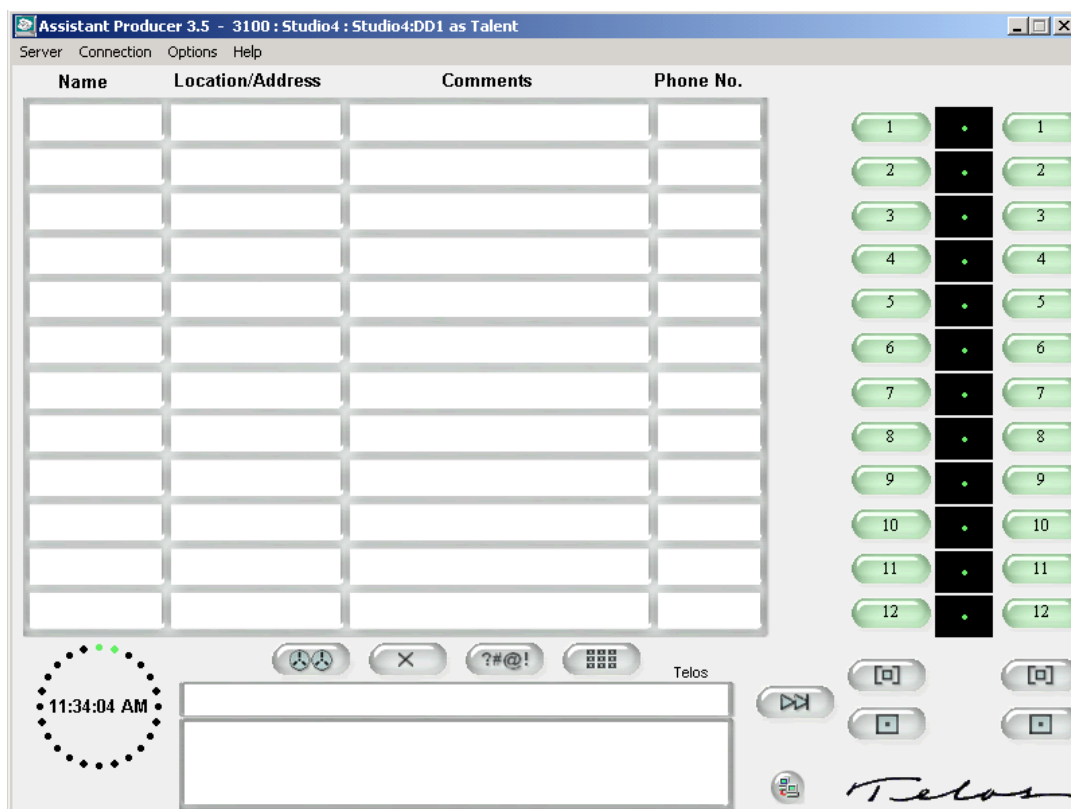 Assistant Producer 3.5 - 3100 : Studio4 : Studio4:DD1 as Talent
Server Connection Options Help
Name Location/Address Comments Phone No.
1 1
2 2
3 3
4 4
5 5
6 6
7 7
8 8
9 9
10 10
11 11
12 12
?#@!
Telos
11:34:04 AM
Telos